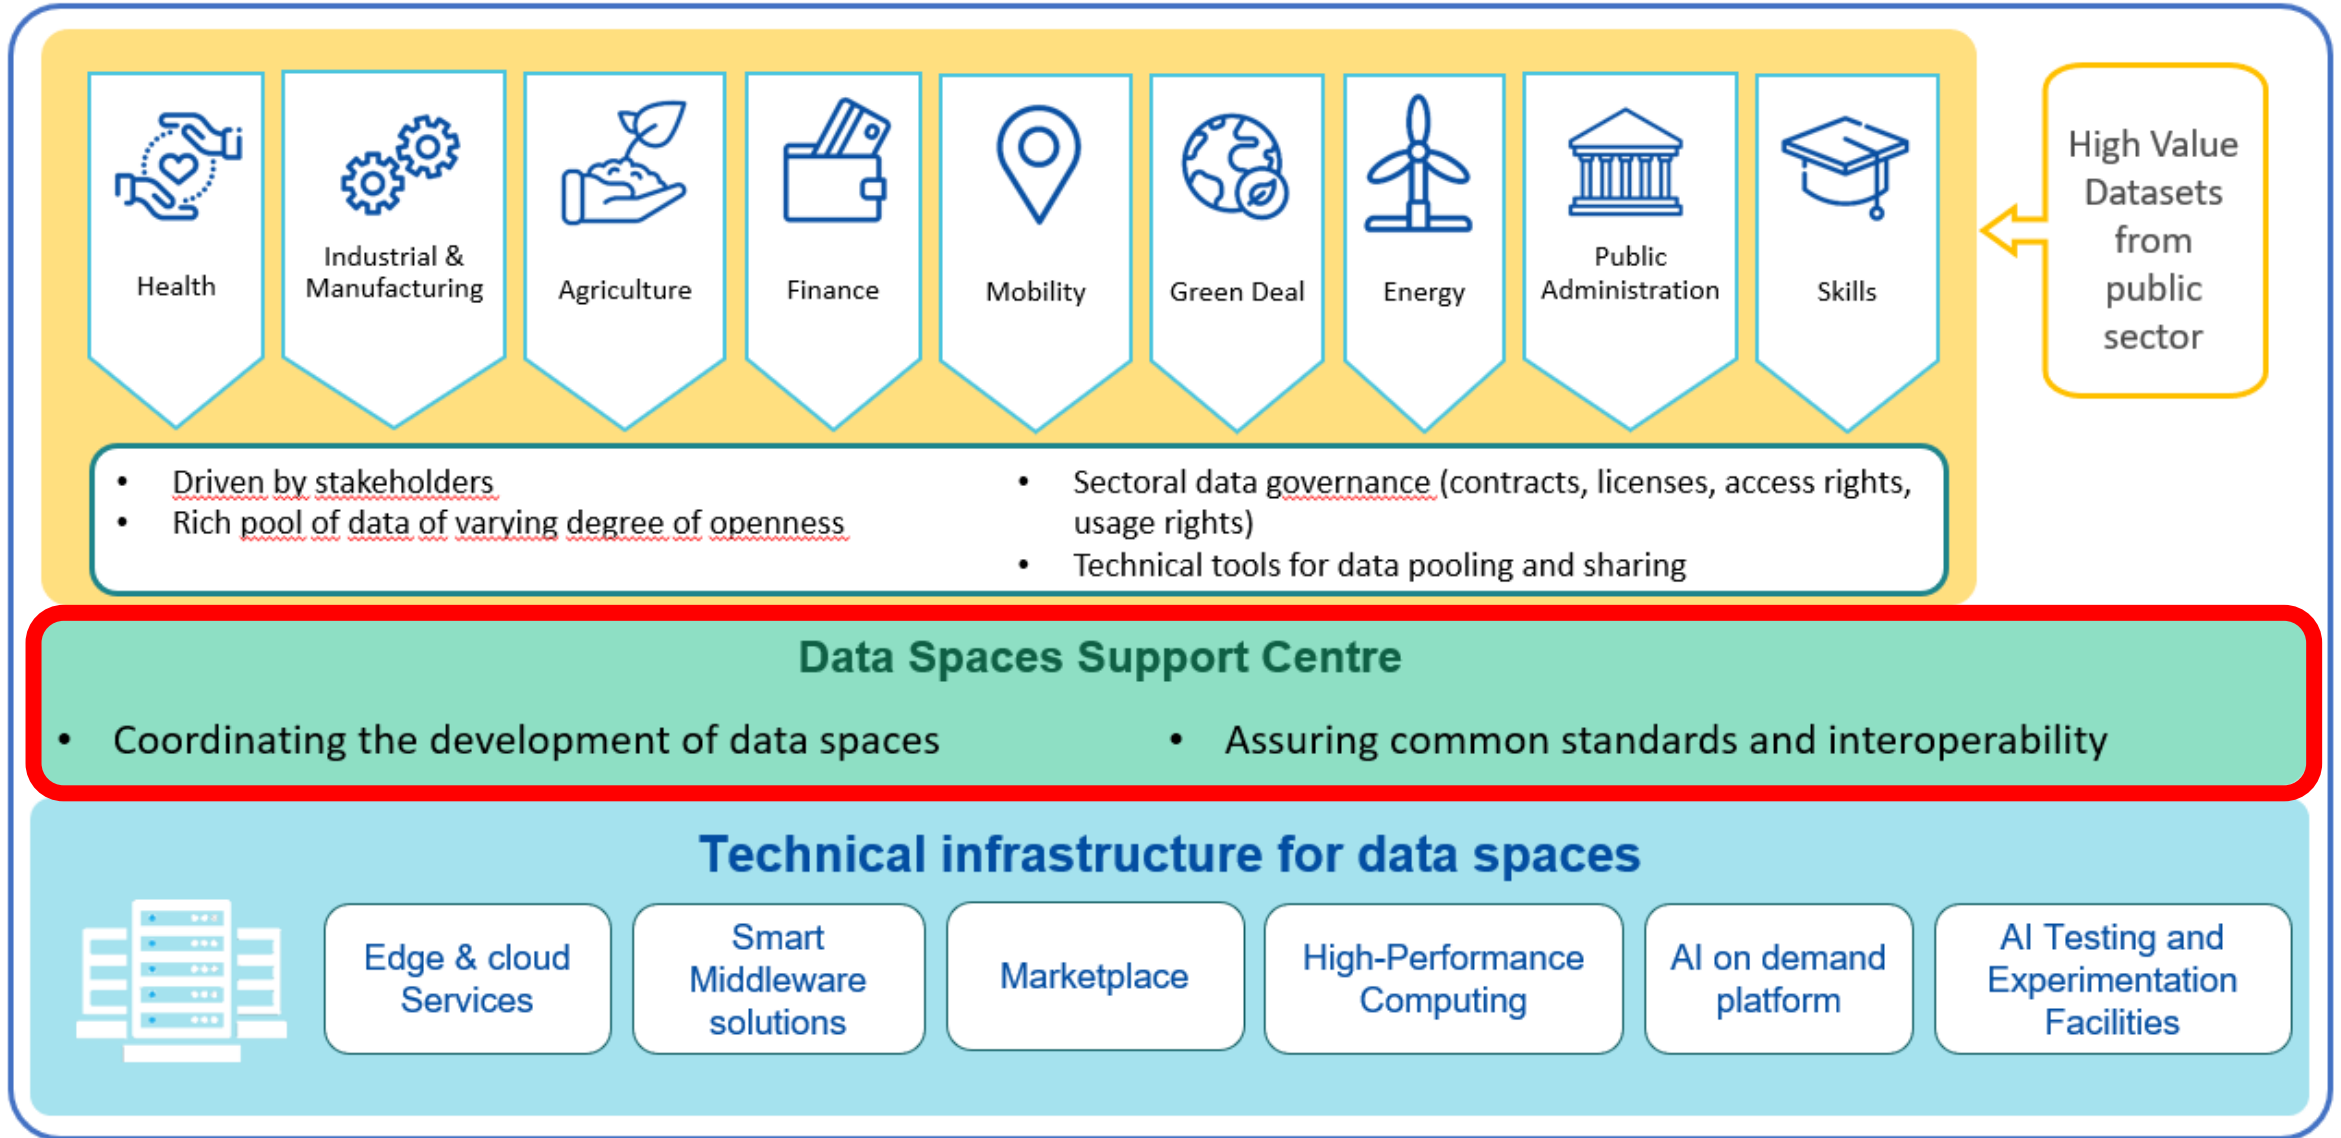 Health
Industrial &
Manufacturing
Agriculture
Finance
Mobility
Green Deal
Energy
Public
Administration
Skills
High Value
Datasets
from
public
sector
• Driven by stakeholders
• Rich pool of data of varying degree of openness
• Sectoral data governance (contracts, licenses, access rights,
usage rights)
• Technical tools for data pooling and sharing
Data Spaces Support Centre
• Coordinating the development of data spaces
• Assuring common standards and interoperability
Technical infrastructure for data spaces
Edge & cloud
Services
Smart
Middleware
solutions
Marketplace
High-Performance
Computing
AI on demand
platform
AI Testing and
Experimentation
Facilities